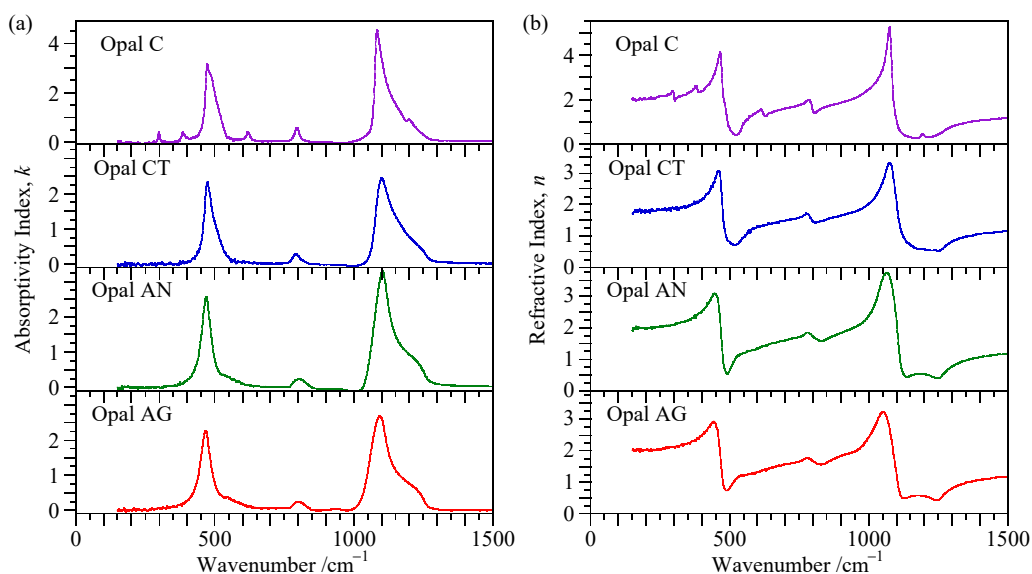 (a)
Opal C
4
2
0
Opal CT
2
1
0
Opal AN
3
2
1
0
Opal AG
2
1
0
0
500
1000
1500
Absorptivity Index, k
Wavenumber /cm⁻¹
(b)
Opal C
4
2
0
Opal CT
3
2
1
0
Opal AN
3
2
1
0
Opal AG
3
2
1
0
0
500
1000
1500
Refractive Index, n
Wavenumber /cm⁻¹